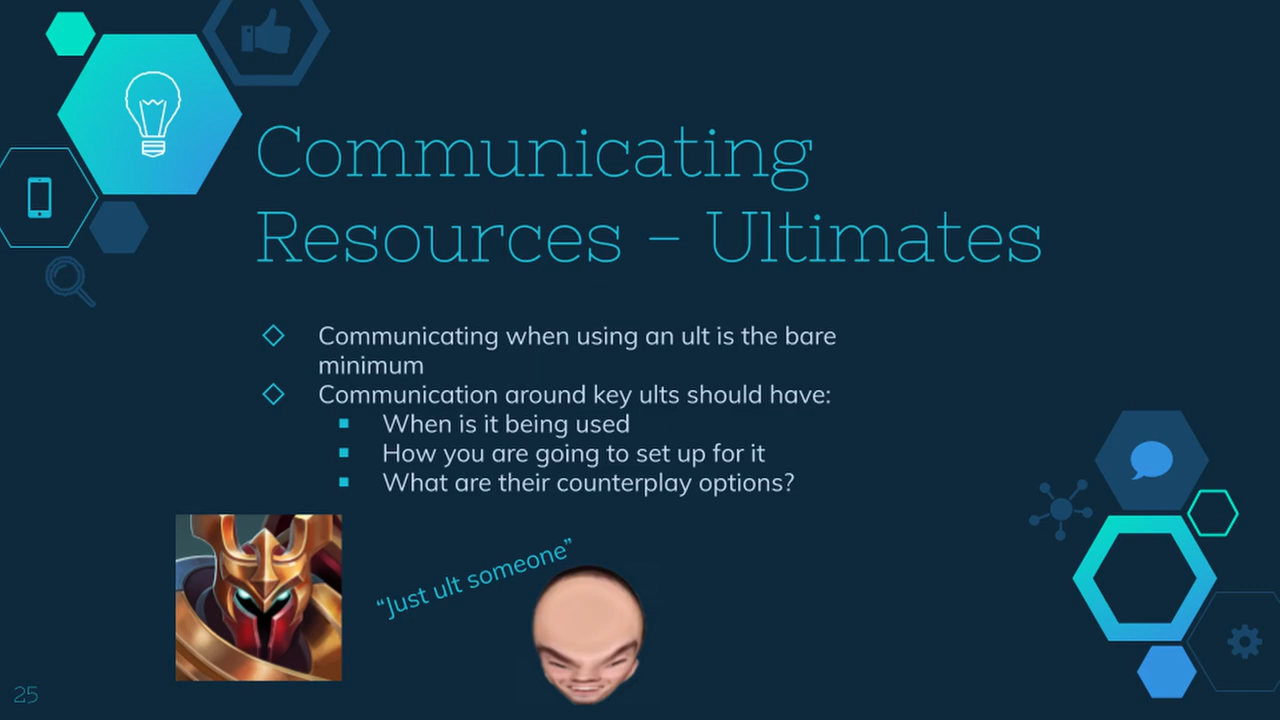 Communicating
Resources – Ultimates
Communicating when using an ult is the bare
minimum
Communication around key ults should have:
When is it being used
How you are going to set up for it
What are their counterplay options?
“Just ult someone”
25